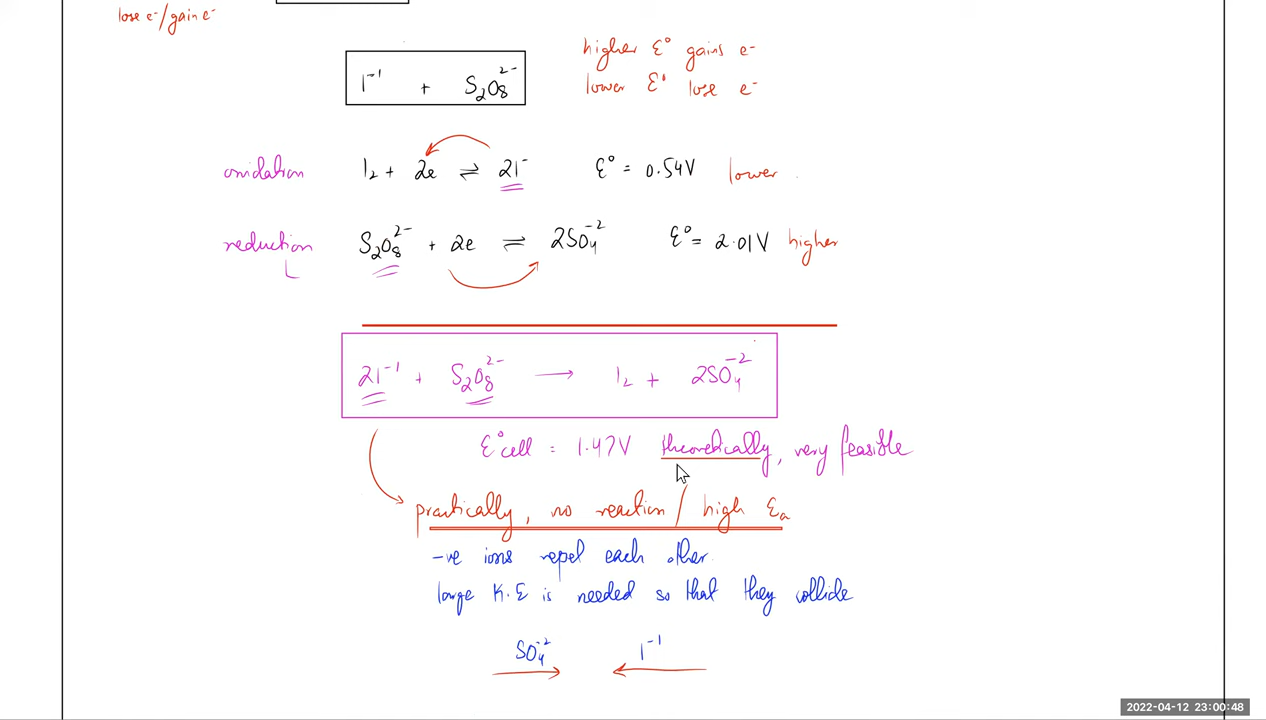 lose e⁻/gain e⁻
higher E° gains e⁻
lower E° lose e⁻
I⁻¹ + S₂O₈²⁻
oxidation I₂ + 2e ⇌ 2I⁻ E° = 0.54V lower
reduction S₂O₈²⁻ + 2e ⇌ 2SO₄⁻² E° = 2.01V higher
2I⁻¹ + S₂O₈²⁻ → I₂ + 2SO₄⁻²
E°cell = 1.47V theoretically, very feasible
practically, no reaction / high Ea
-ve ions repel each other.
large K.E is needed so that they collide
SO₄⁻² I⁻¹
2022-04-12 23:00:48